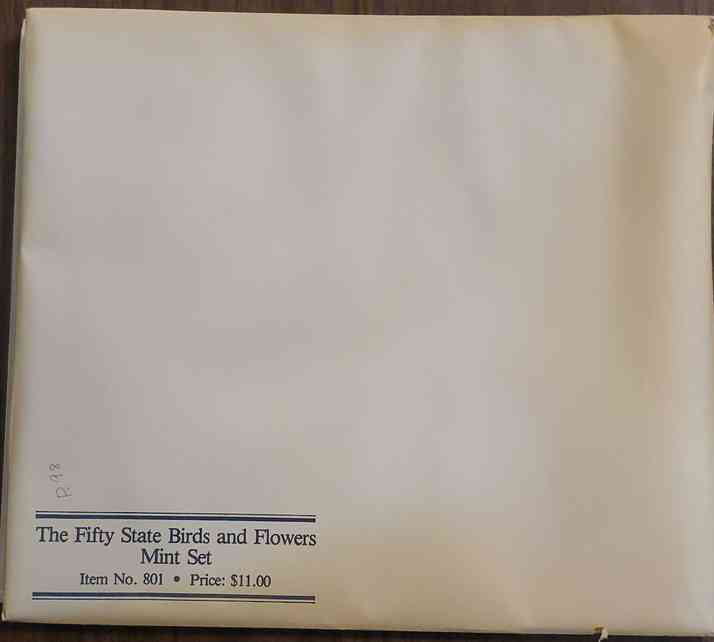 The Fifty State Birds and Flowers
Mint Set
Item No. 801 • Price: $11.00